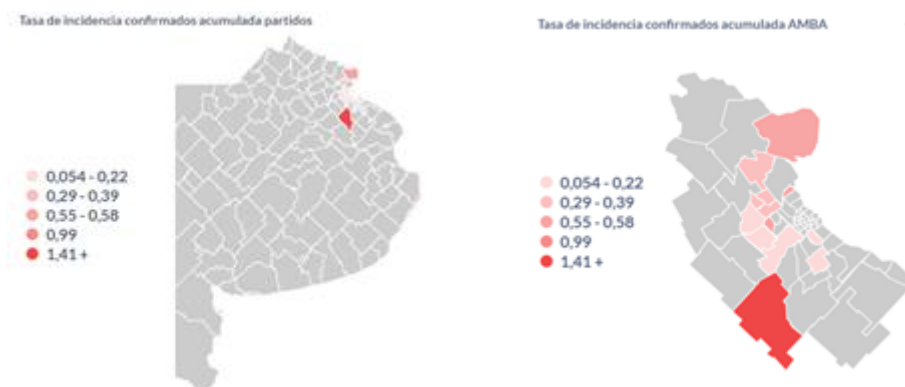 Tasa de incidencia confirmados acumulada partidos
0,054 - 0,22
0,29 - 0,39
0,55 - 0,58
0,99
1,41 +
Tasa de incidencia confirmados acumulada AMBA
0,054 - 0,22
0,29 - 0,39
0,55 - 0,58
0,99
1,41 +